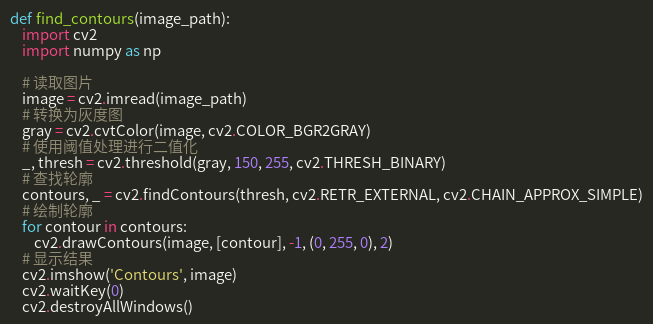 def find_contours(image_path):
    import cv2
    import numpy as np

    # 读取图片
    image = cv2.imread(image_path)
    # 转换为灰度图
    gray = cv2.cvtColor(image, cv2.COLOR_BGR2GRAY)
    # 使用阈值处理进行二值化
    _, thresh = cv2.threshold(gray, 150, 255, cv2.THRESH_BINARY)
    # 查找轮廓
    contours, _ = cv2.findContours(thresh, cv2.RETR_EXTERNAL, cv2.CHAIN_APPROX_SIMPLE)
    # 绘制轮廓
    for contour in contours:
        cv2.drawContours(image, [contour], -1, (0, 255, 0), 2)
    # 显示结果
    cv2.imshow('Contours', image)
    cv2.waitKey(0)
    cv2.destroyAllWindows()